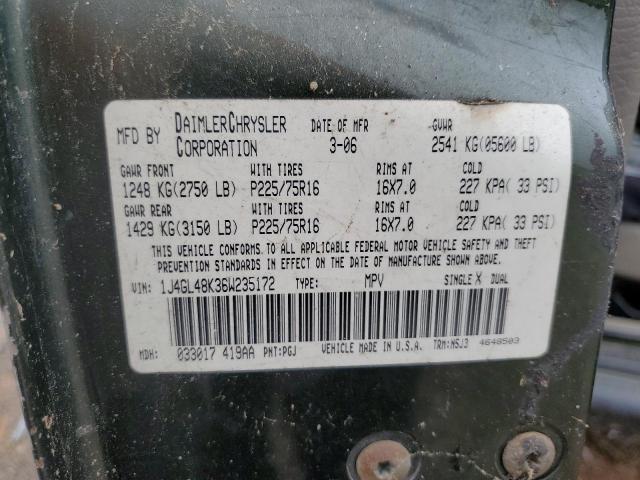 MFD BY DAIMLERCHRYSLER CORPORATION DATE OF MFR 3-06 GVWR 2541 KG(05600 LB)
GAWR FRONT WITH TIRES RIMS AT COLD
1248 KG(2750 LB) P225/75R16 16X7.0 227 KPA( 33 PSI)
GAWR REAR WITH TIRES RIMS AT COLD
1429 KG(3150 LB) P225/75R16 16X7.0 227 KPA( 33 PSI)
THIS VEHICLE CONFORMS TO ALL APPLICABLE FEDERAL MOTOR VEHICLE SAFETY AND THEFT
PREVENTION STANDARDS IN EFFECT ON THE DATE OF MANUFACTURE SHOWN ABOVE.
VIN: 1J4GL48K36W235172 TYPE: MPV SINGLE X DUAL
MDH: 033017 419AA PNT:PGJ VEHICLE MADE IN U.S.A. TRM:NSJ3 4648503